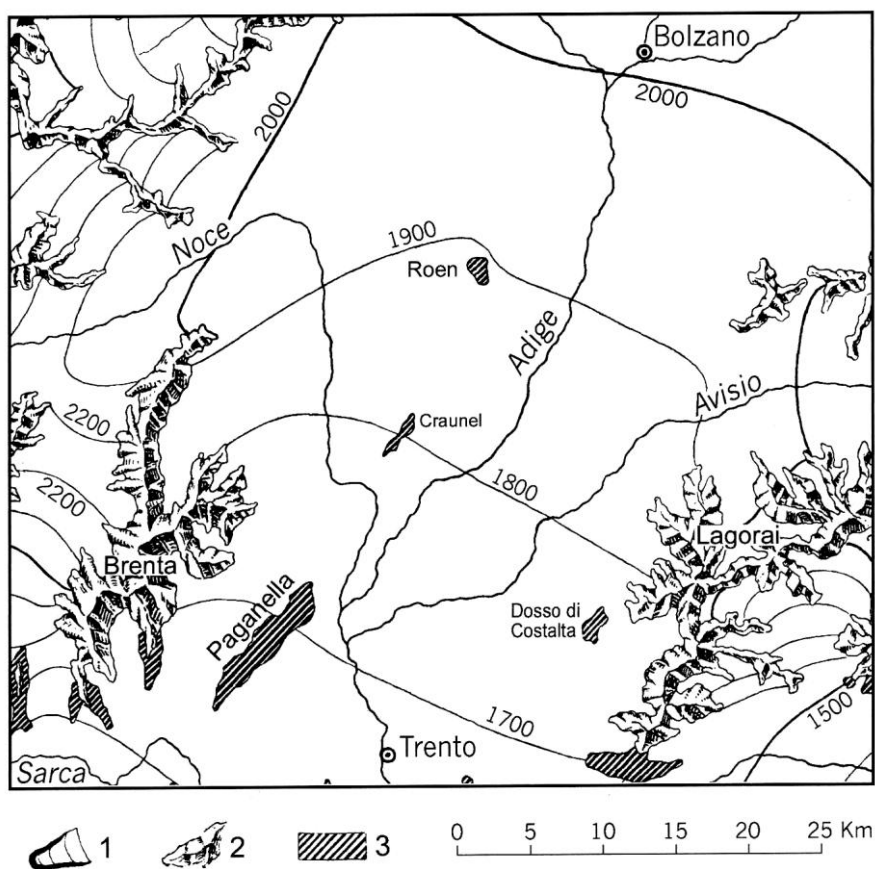 Bolzano
2000
2000
Noce
1900
Roen
Adige
Avisio
2200
Craunel
2200
1800
Lagorai
Brenta
Paganella
Dosso di
Costalta
1700
1500
Trento
Sarca
1
2
3
0 5 10 15 20 25 Km